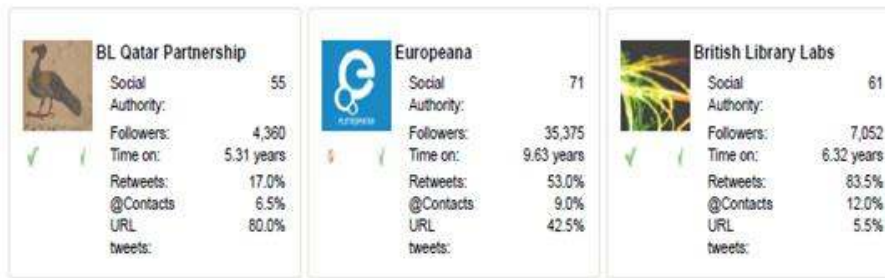 BL Qatar Partnership
Social Authority: 55
Followers: 4,360
Time on: 5.31 years
Retweets: 17.0%
@Contacts 6.5%
URL tweets: 80.0%
Europeana
Social Authority: 71
Followers: 35,375
Time on: 9.63 years
Retweets: 53.0%
@Contacts 9.0%
URL tweets: 42.5%
British Library Labs
Social Authority: 61
Followers: 7,052
Time on: 6.32 years
Retweets: 83.5%
@Contacts 12.0%
URL tweets: 5.5%